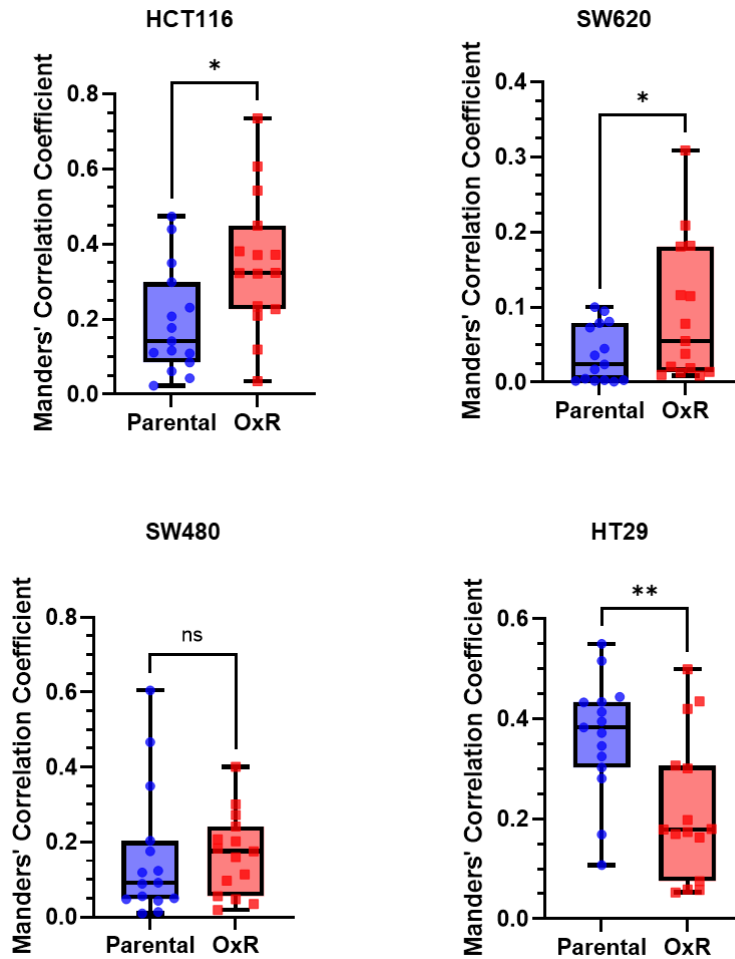 HCT116
*
Manders' Correlation Coefficient
0.8
0.6
0.4
0.2
0.0
Parental OxR
SW620
*
Manders' Correlation Coefficient
0.4
0.3
0.2
0.1
0.0
Parental OxR
SW480
ns
Manders' Correlation Coefficient
0.8
0.6
0.4
0.2
0.0
Parental OxR
HT29
**
Manders' Correlation Coefficient
0.6
0.4
0.2
0.0
Parental OxR